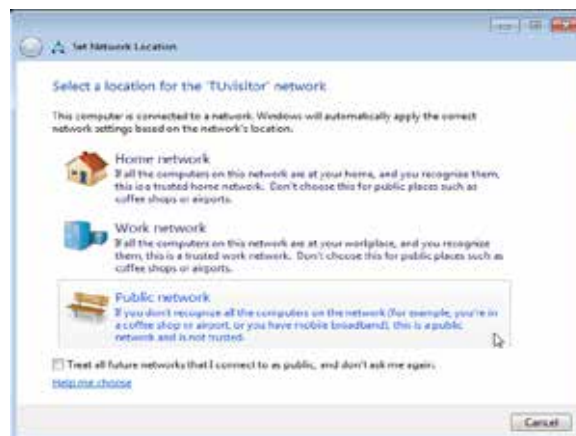 Set Network Location
Select a location for the 'TUvisitor' network
This computer is connected to a network. Windows will automatically apply the correct
network settings based on the network's location.
Home network
If all the computers on this network are at your home, and you recognize them,
this is a trusted home network. Don't choose this for public places such as
coffee shops or airports.
Work network
If all the computers on this network are at your workplace, and you recognize
them, this is a trusted work network. Don't choose this for public places such as
coffee shops or airports.
Public network
If you don't recognize all the computers on the network (for example, you're in
a coffee shop or airport, or you have mobile broadband), this is a public
network and is not trusted.
Treat all future networks that I connect to as public, and don't ask me again.
Help me choose
Cancel